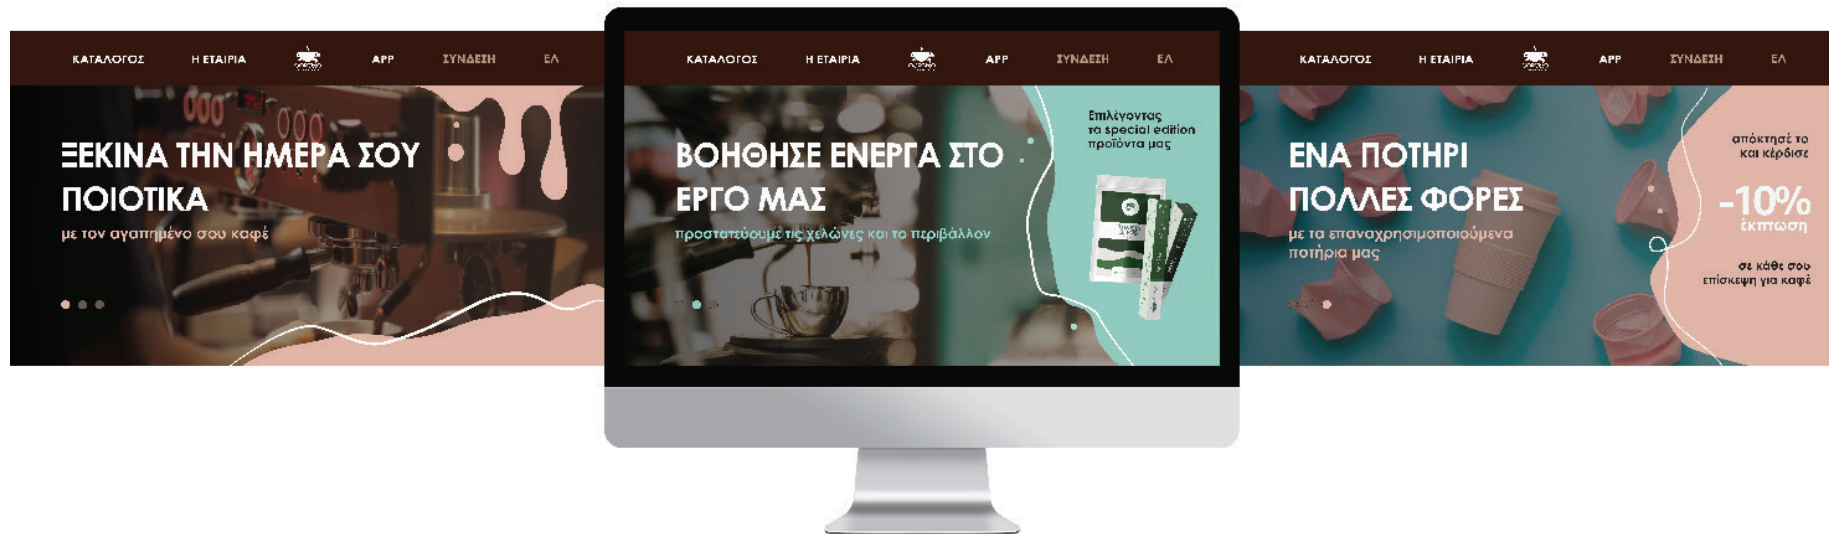 ΚΑΤΑΛΟΓΟΣ Η ΕΤΑΙΡΙΑ APP ΣΥΝΔΕΣΗ ΕΛ
ΞΕΚΙΝΑ ΤΗΝ ΗΜΕΡΑ ΣΟΥ
ΠΟΙΟΤΙΚΑ
με τον αγαπημένο σου καφέ
ΚΑΤΑΛΟΓΟΣ Η ΕΤΑΙΡΙΑ APP ΣΥΝΔΕΣΗ ΕΛ
ΒΟΗΘΗΣΕ ΕΝΕΡΓΑ ΣΤΟ
ΕΡΓΟ ΜΑΣ
προστατεύουμε τις χελώνες και το περιβάλλον
Επιλέγοντας
τα special edition
προϊόντα μας
ΚΑΤΑΛΟΓΟΣ Η ΕΤΑΙΡΙΑ APP ΣΥΝΔΕΣΗ ΕΛ
ΕΝΑ ΠΟΤΗΡΙ
ΠΟΛΛΕΣ ΦΟΡΕΣ
με τα επαναχρησιμοποιούμενα
ποτήρια μας
απόκτησέ το
και κέρδισε
-10%
έκπτωση
σε κάθε σου
επίσκεψη για καφέ